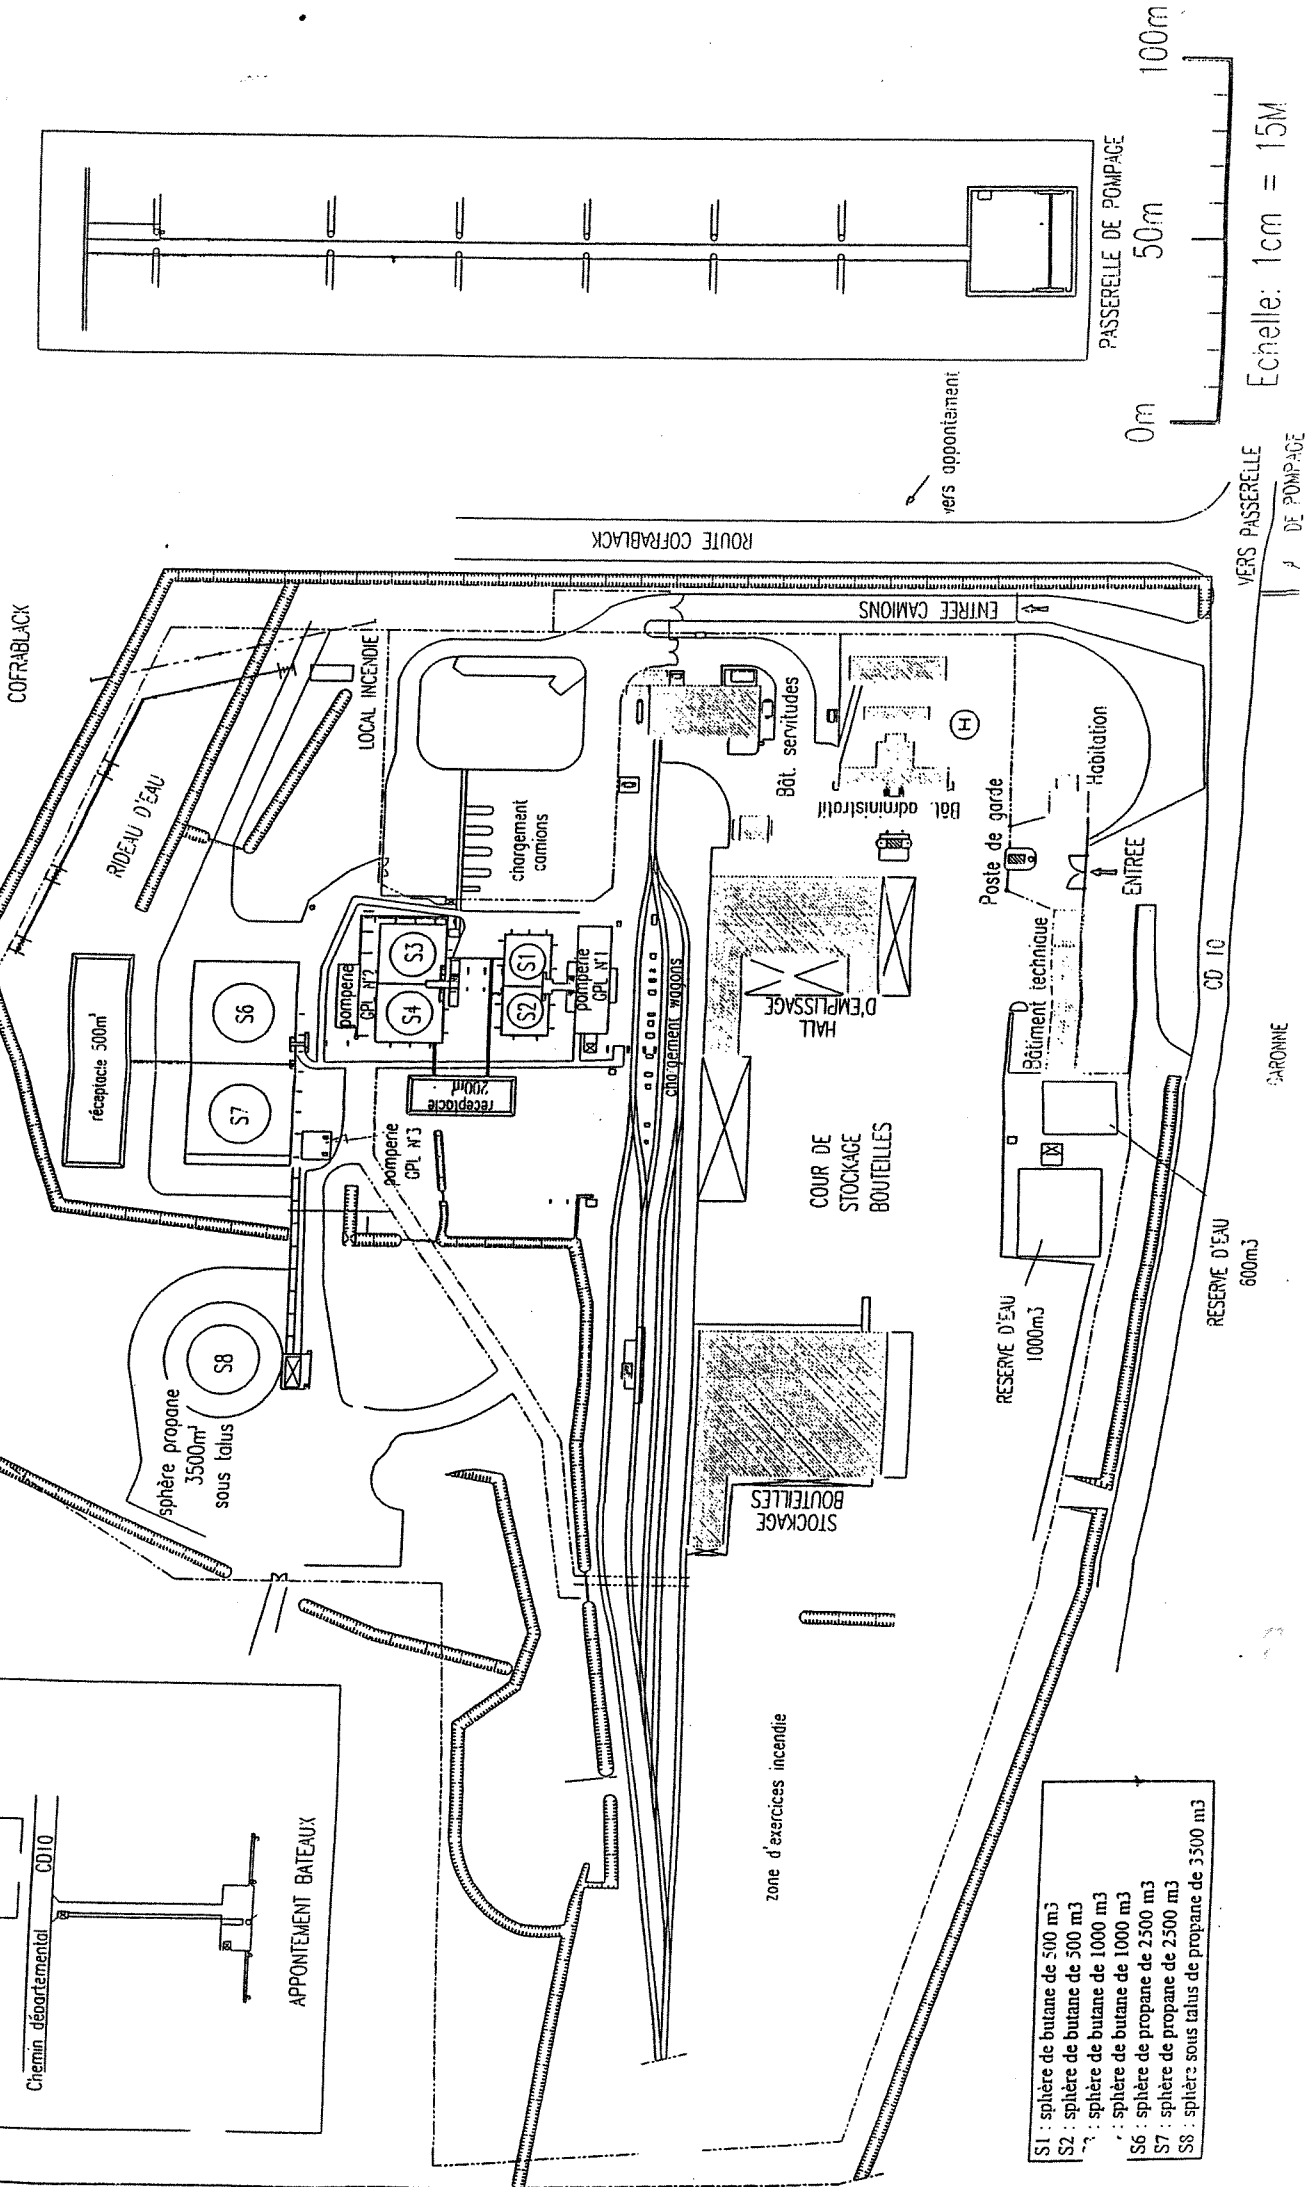 COFRABLACK
RIDEAU D'EAU
LOCAL INCENDIE
réceptacle 500m³
S6
S7
pomperie
GPL N°2
S3
S4
S1
S2
pomperie
GPL N°1
réceptacle
200m³
pomperie
GPL N°3
chargement
camions
chargement wagons
S8
sphère propane
3500m³
sous talus
ROUTE COFRABLACK
ENTREE CAMIONS
vers appontement
Bât. servitudes
Bât. administratif
H
Poste de garde
Habitation
ENTREE
Bâtiment technique
HALL
D'EMPLISSAGE
COUR DE
STOCKAGE
BOUTEILLES
STOCKAGE
BOUTEILLES
RESERVE D'EAU
1000m3
RESERVE D'EAU
600m3
CD 10
GARONNE
VERS PASSERELLE
DE POMPAGE
zone d'exercices incendie
PASSERELLE DE POMPAGE
0m
50m
100m
Echelle: 1cm = 15M
Chemin départemental CD10
APPONTEMENT BATEAUX
S1 : sphère de butane de 500 m3
S2 : sphère de butane de 500 m3
: sphère de butane de 1000 m3
: sphère de butane de 1000 m3
S6 : sphère de propane de 2500 m3
S7 : sphère de propane de 2500 m3
S8 : sphère sous talus de propane de 3500 m3